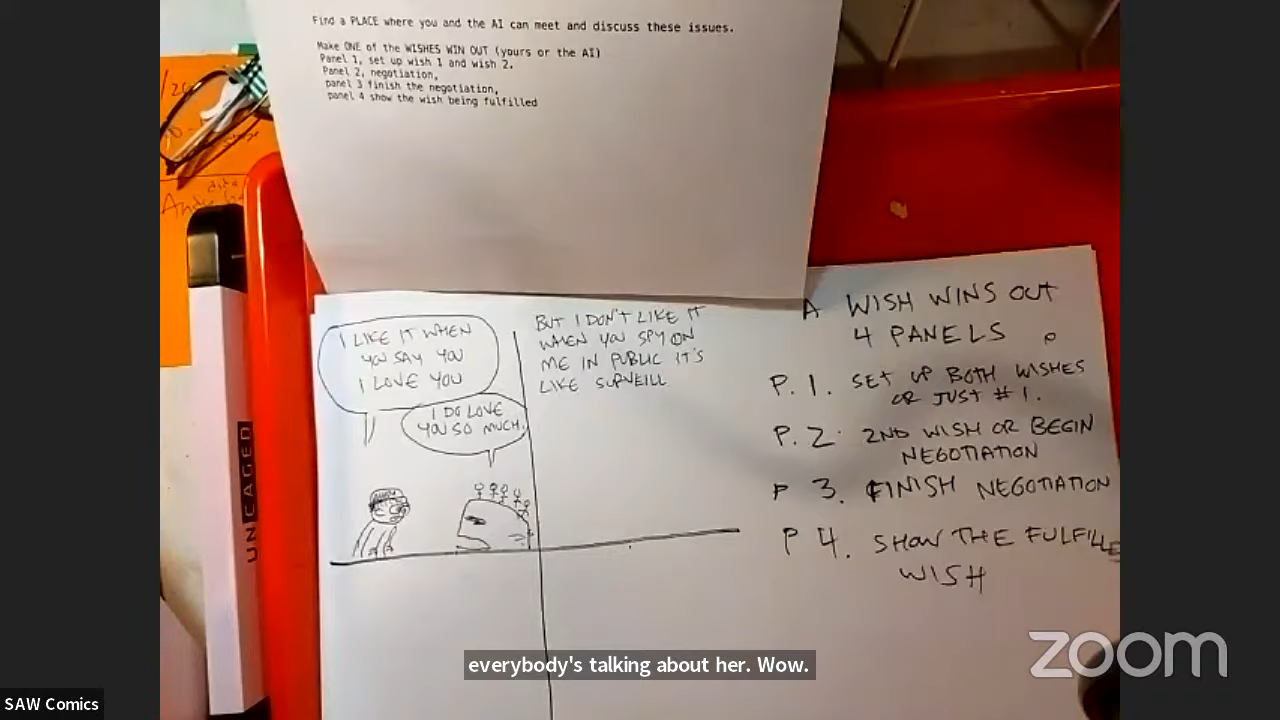 Find a PLACE where you and the AI can meet and discuss these issues.
Make ONE of the WISHES WIN OUT (yours or the AI)
Panel 1, set up wish 1 and wish 2.
Panel 2, negotiation,
panel 3 finish the negotiation,
panel 4 show the wish being fulfilled
I LIKE IT WHEN
YOU SAY YOU
I LOVE YOU
I DO LOVE
YOU SO MUCH.
BUT I DON'T LIKE IT
WHEN YOU SPY ON
ME IN PUBLIC IT'S
LIKE SURVEILL
A WISH WINS OUT
4 PANELS
P. 1. SET UP BOTH WISHES
OR JUST #1.
P. 2. 2ND WISH OR BEGIN
NEGOTIATION
P 3. FINISH NEGOTIATION
P 4. SHOW THE FULFILLE
WISH
UNCAGED
everybody's talking about her. Wow.
zoom
SAW Comics